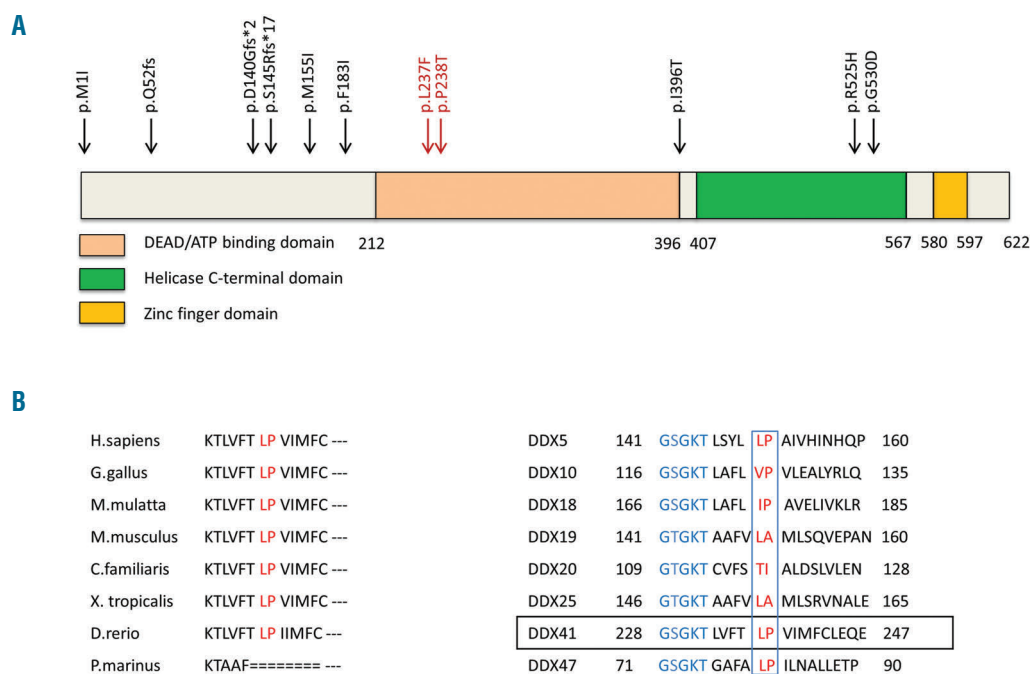 A
p.M1I
p.Q52fs
p.D140Gfs*2
p.S145Rfs*17
p.M155I
p.F183I
p.L237F
p.P238T
p.I396T
p.R525H
p.G530D
212 396 407 567 580 597 622
DEAD/ATP binding domain
Helicase C-terminal domain
Zinc finger domain
B
H.sapiens KTLVFT LP VIMFC ---
G.gallus KTLVFT LP VIMFC ---
M.mulatta KTLVFT LP VIMFC ---
M.musculus KTLVFT LP VIMFC ---
C.familiaris KTLVFT LP VIMFC ---
X. tropicalis KTLVFT LP VIMFC ---
D.rerio KTLVFT LP IIMFC ---
P.marinus KTAAF======== ---
DDX5 141 GSGKT LSYL LP AIVHINHQP 160
DDX10 116 GSGKT LAFL VP VLEALYRLQ 135
DDX18 166 GSGKT LAFL IP AVELIVKLR 185
DDX19 141 GTGKT AAFV LA MLSQVEPAN 160
DDX20 109 GTGKT CVFS TI ALDSLVLEN 128
DDX25 146 GTGKT AAFV LA MLSRVNALE 165
DDX41 228 GSGKT LVFT LP VIMFCLEQE 247
DDX47 71 GSGKT GAFA LP ILNALLETP 90